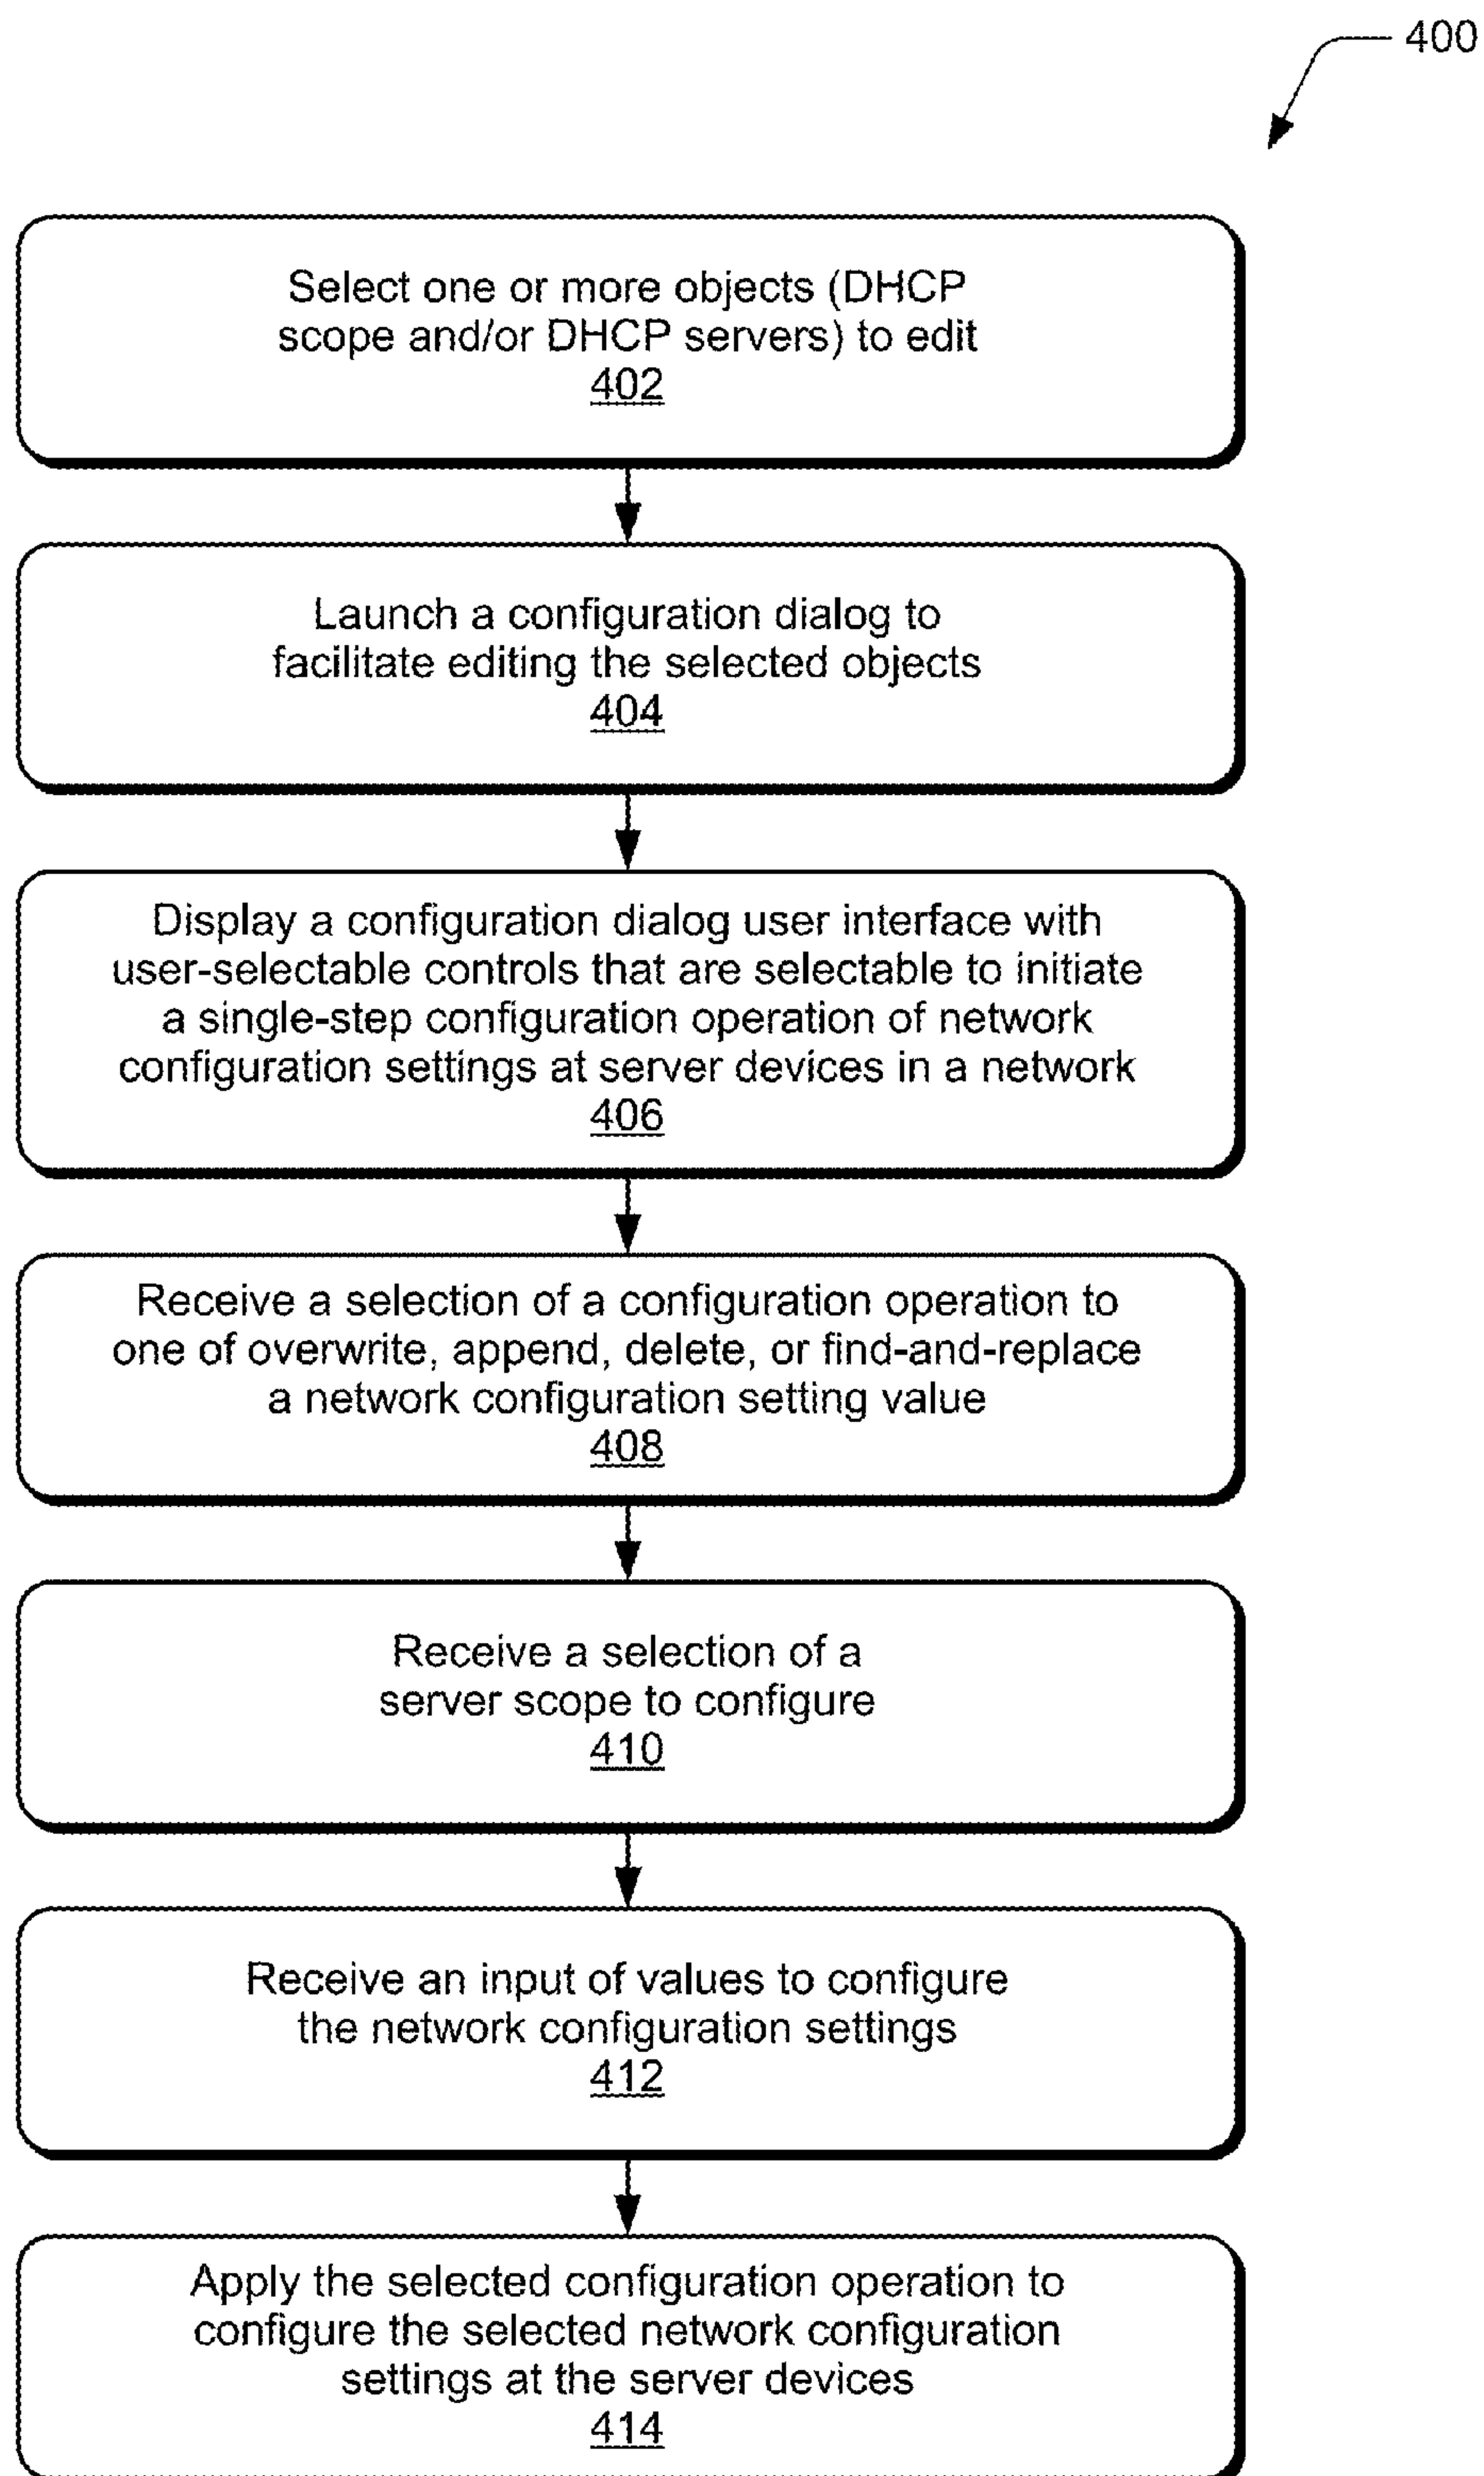 400
Select one or more objects (DHCP
scope and/or DHCP servers) to edit
402
Launch a configuration dialog to
facilitate editing the selected objects
404
Display a configuration dialog user interface with
user-selectable controls that are selectable to initiate
a single-step configuration operation of network
configuration settings at server devices in a network
406
Receive a selection of a configuration operation to
one of overwrite, append, delete, or find-and-replace
a network configuration setting value
408
Receive a selection of a
server scope to configure
410
Receive an input of values to configure
the network configuration settings
412
Apply the selected configuration operation to
configure the selected network configuration
settings at the server devices
414